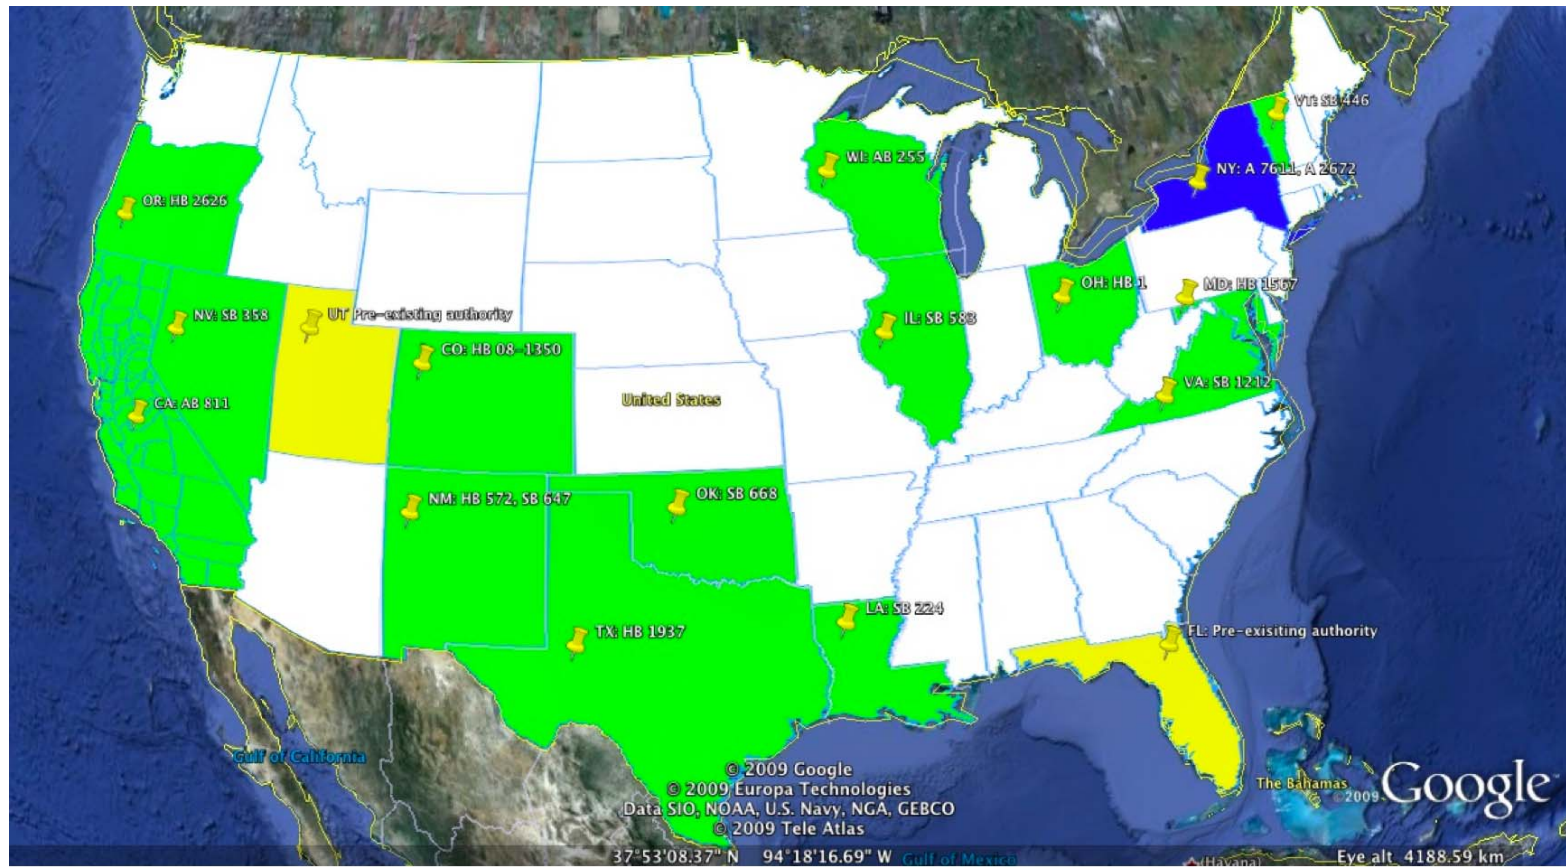 VT: SB 446
WI: AB 255
NY: A 7611, A 2672
OR: HB 2626
OH: HB 1
MD: HB 1567
NV: SB 358
UT Pre-existing authority
IL: SB 583
CO: HB 08-1350
VA: SB 1212
United States
CA: AB 811
NM: HB 572, SB 647
OK: SB 668
LA: SB 224
TX: HB 1937
FL: Pre-exisiting authority
Gulf of California
© 2009 Google
© 2009 Europa Technologies
Data SIO, NOAA, U.S. Navy, NGA, GEBCO
© 2009 Tele Atlas
The Bahamas
©2009 Google
37°53'08.37" N 94°18'16.69" W Gulf of Mexico (Havana) Eye alt 4188.59 km